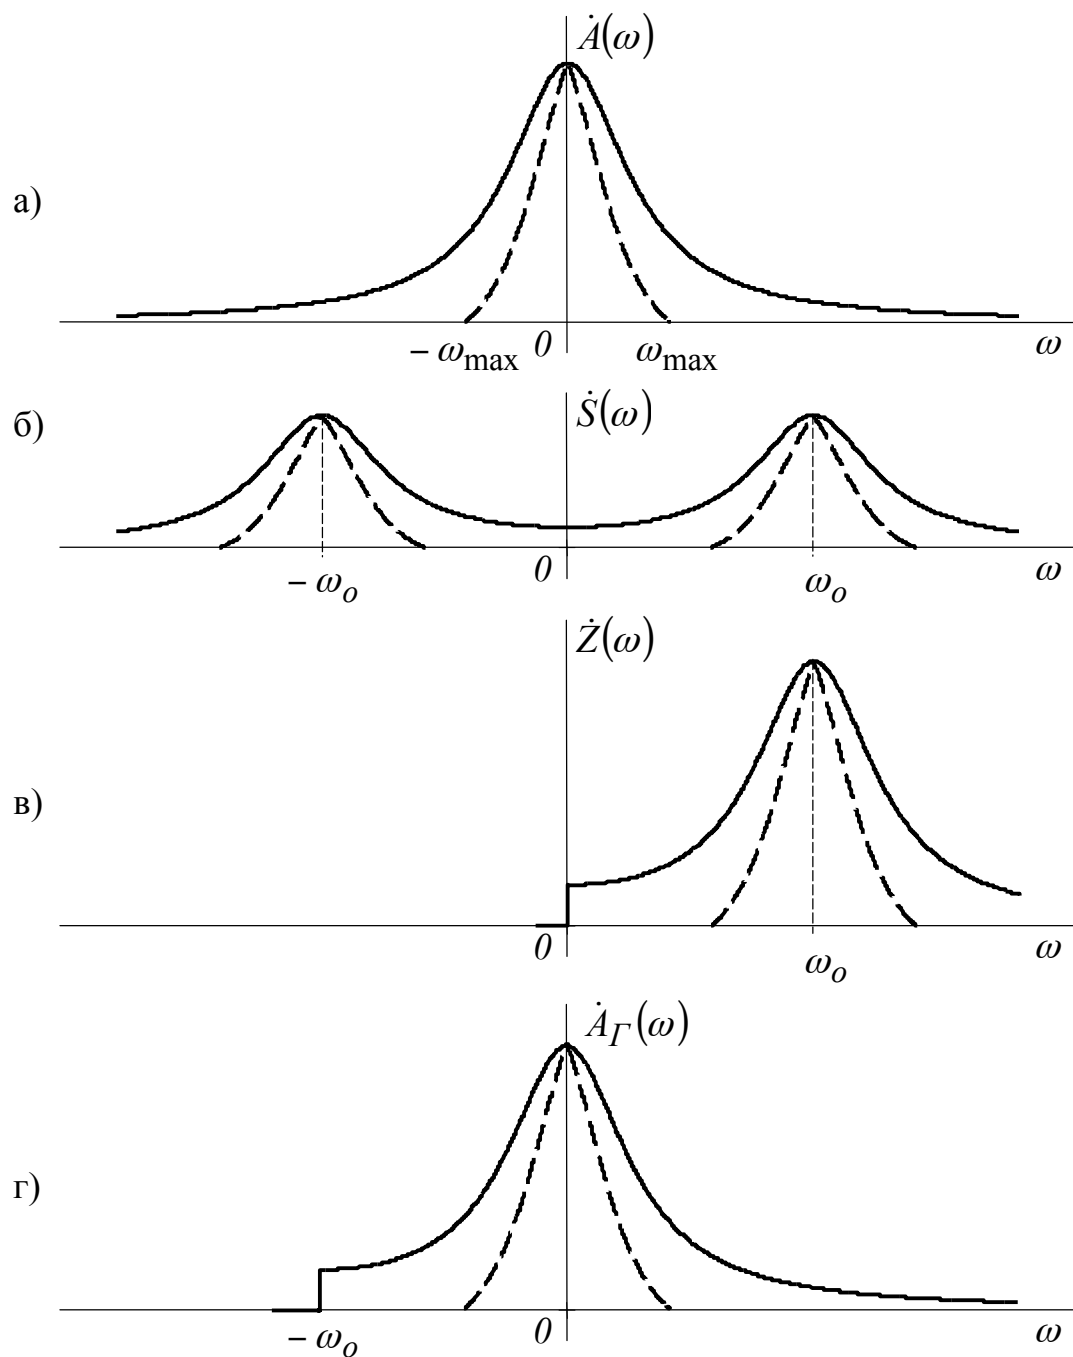 Ȧ(ω)
а)
− ω_max 0 ω_max ω
б) Ṡ(ω)
− ω_o 0 ω_o ω
Ż(ω)
в)
0 ω_o ω
Ȧ_Г(ω)
г)
− ω_o 0 ω